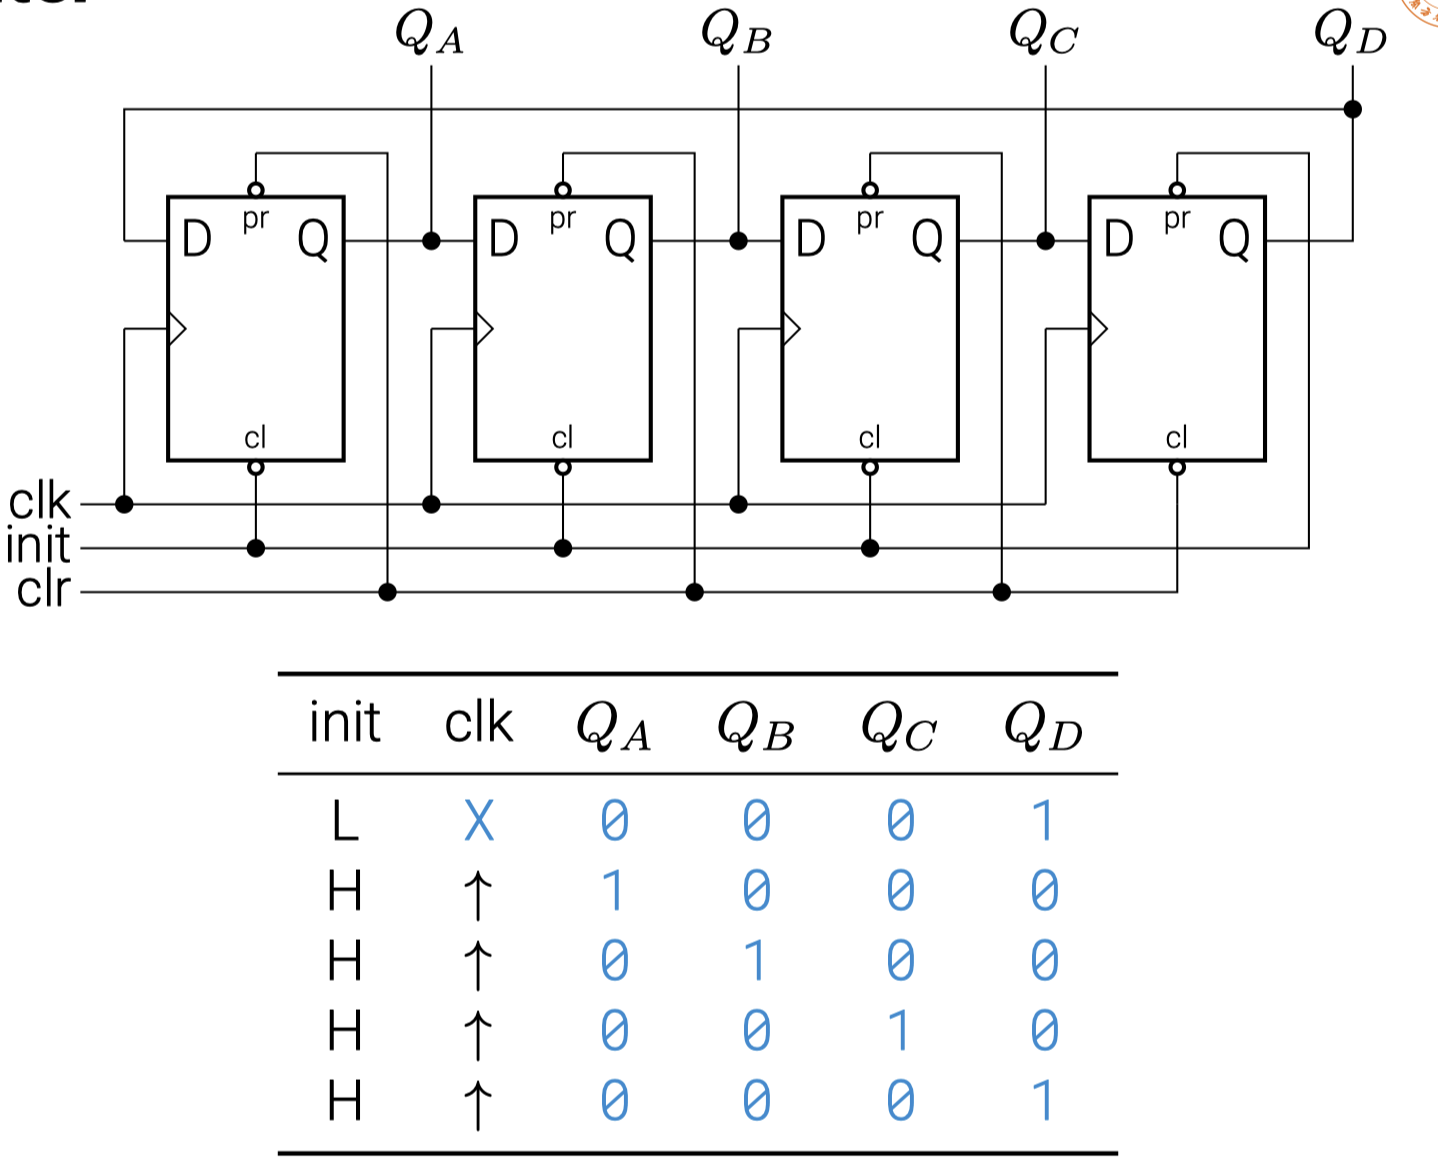 Q_A Q_B Q_C Q_D
pr pr pr pr
D Q D Q D Q D Q
cl cl cl cl
clk
init
clr
init clk Q_A Q_B Q_C Q_D
L X 0 0 0 1
H ↑ 1 0 0 0
H ↑ 0 1 0 0
H ↑ 0 0 1 0
H ↑ 0 0 0 1